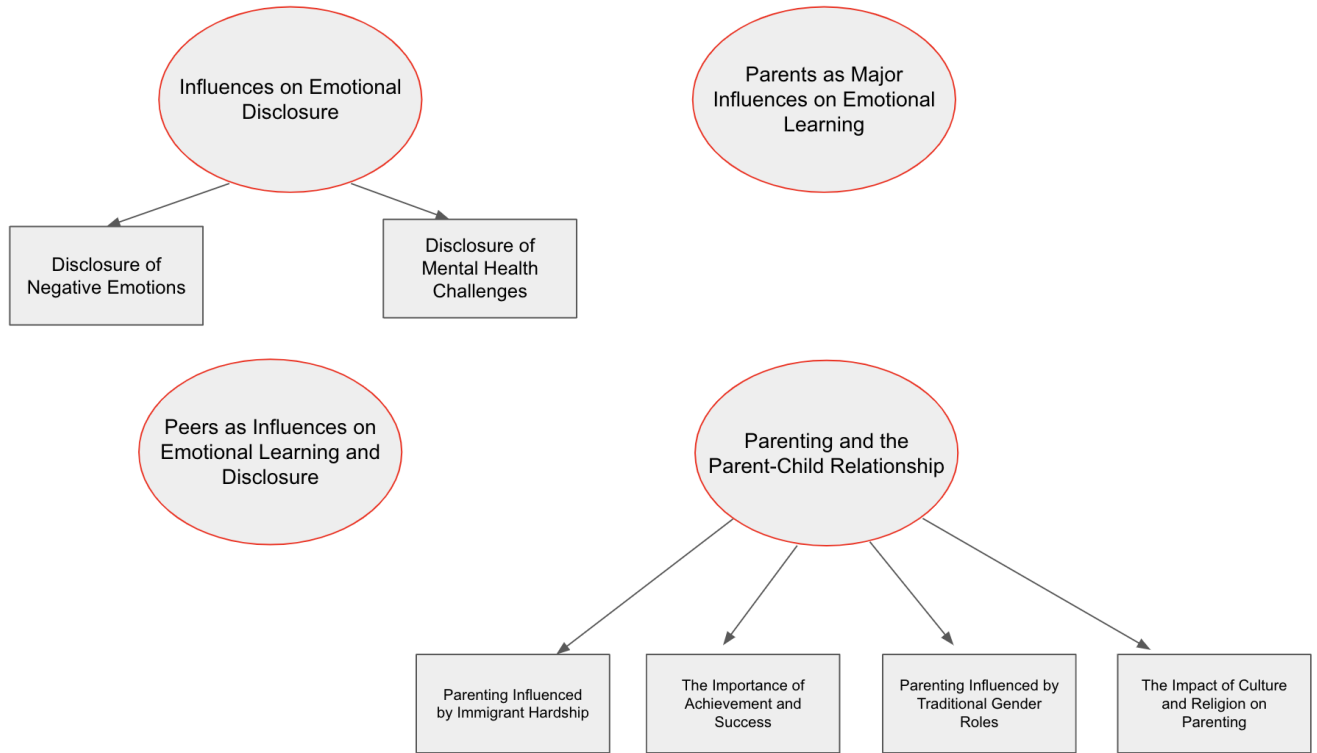 Influences on Emotional
Disclosure
Parents as Major
Influences on Emotional
Learning
Disclosure of
Negative Emotions
Disclosure of
Mental Health
Challenges
Peers as Influences on
Emotional Learning and
Disclosure
Parenting and the
Parent-Child Relationship
Parenting Influenced
by Immigrant Hardship
The Importance of
Achievement and
Success
Parenting Influenced by
Traditional Gender
Roles
The Impact of Culture
and Religion on
Parenting